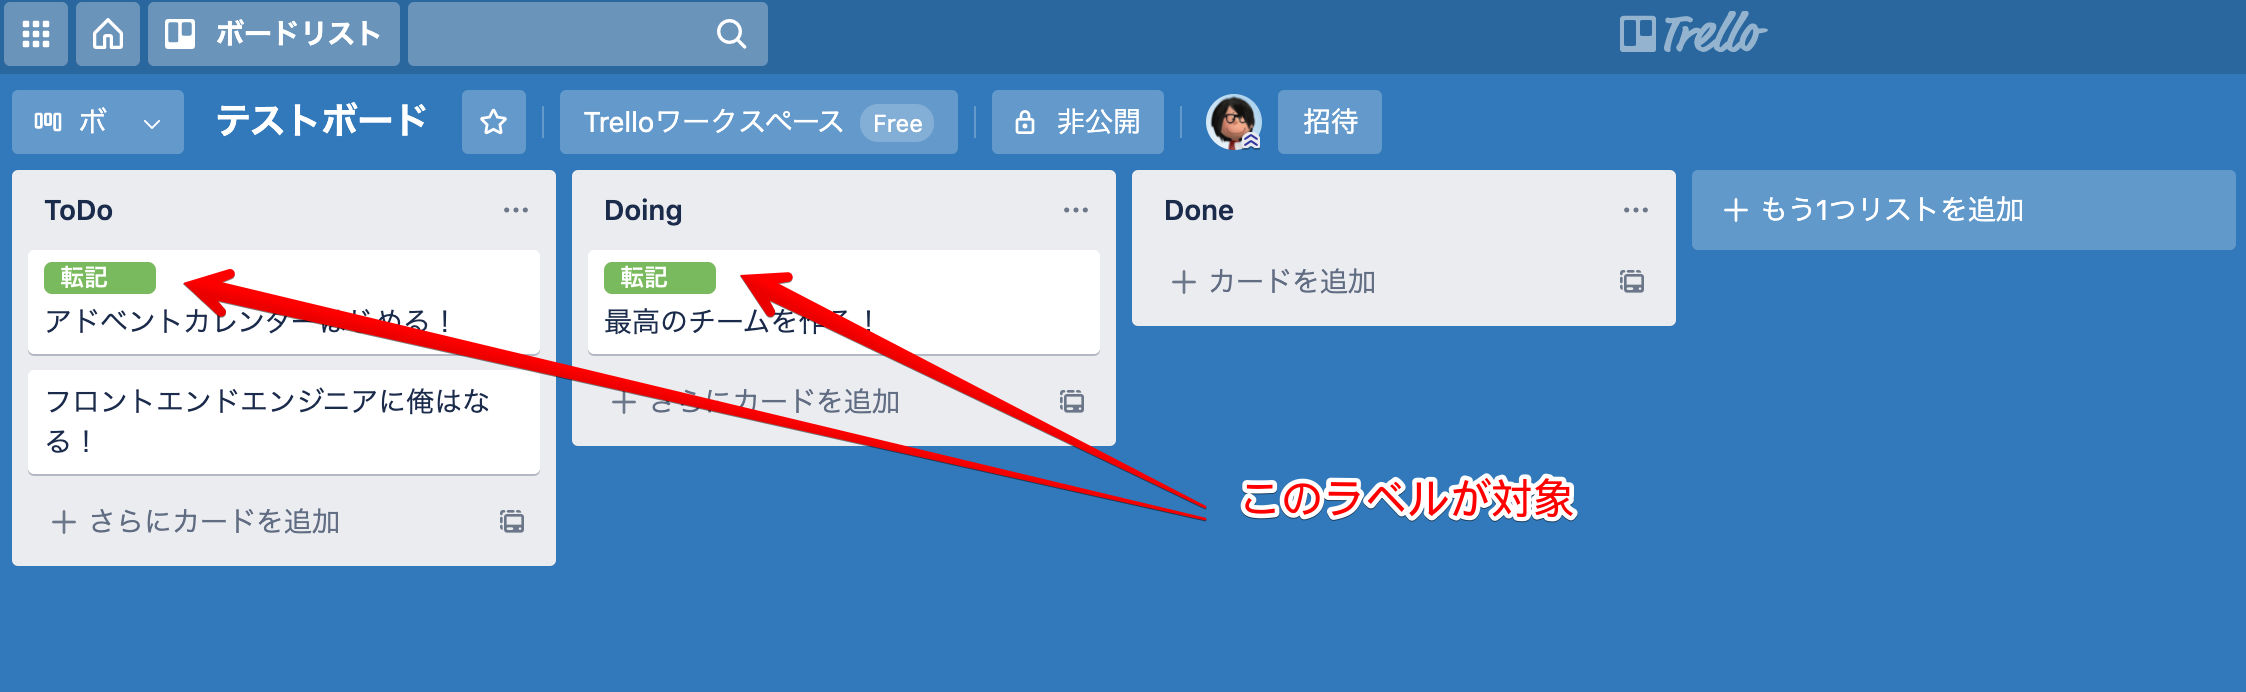 ボードリスト
Trello
ボ
テストボード
Trelloワークスペース Free
非公開
招待
ToDo
転記
アドベントカレンダーはじめる！
フロントエンドエンジニアに俺はな
る！
さらにカードを追加
Doing
転記
最高のチームを作る！
さらにカードを追加
Done
カードを追加
もう1つリストを追加
このラベルが対象